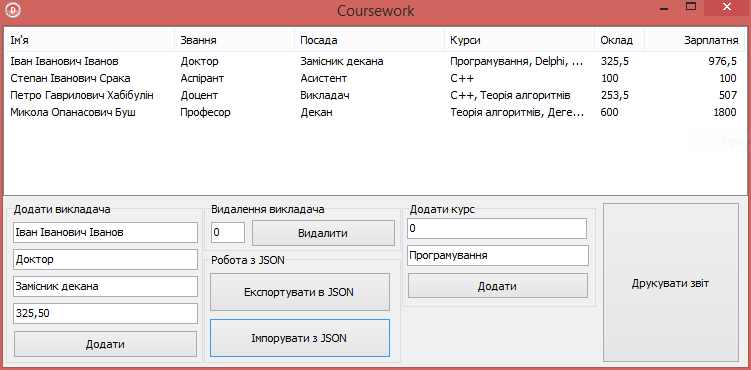 Coursework
Ім'я Звання Посада Курси Оклад Зарплатня
Іван Іванович Іванов Доктор Замісник декана Програмування, Delphi, ... 325,5 976,5
Степан Іванович Срака Аспірант Асистент C++ 100 100
Петро Гаврилович Хабібулін Доцент Викладач C++, Теорія алгоритмів 253,5 507
Микола Опанасович Буш Професор Декан Теорія алгоритмів, Деге... 600 1800
Додати викладача
Іван Іванович Іванов
Доктор
Замісник декана
325,50
Додати
Видалення викладача
0 Видалити
Робота з JSON
Експортувати в JSON
Імпорувати з JSON
Додати курс
0
Програмування
Додати
Друкувати звіт